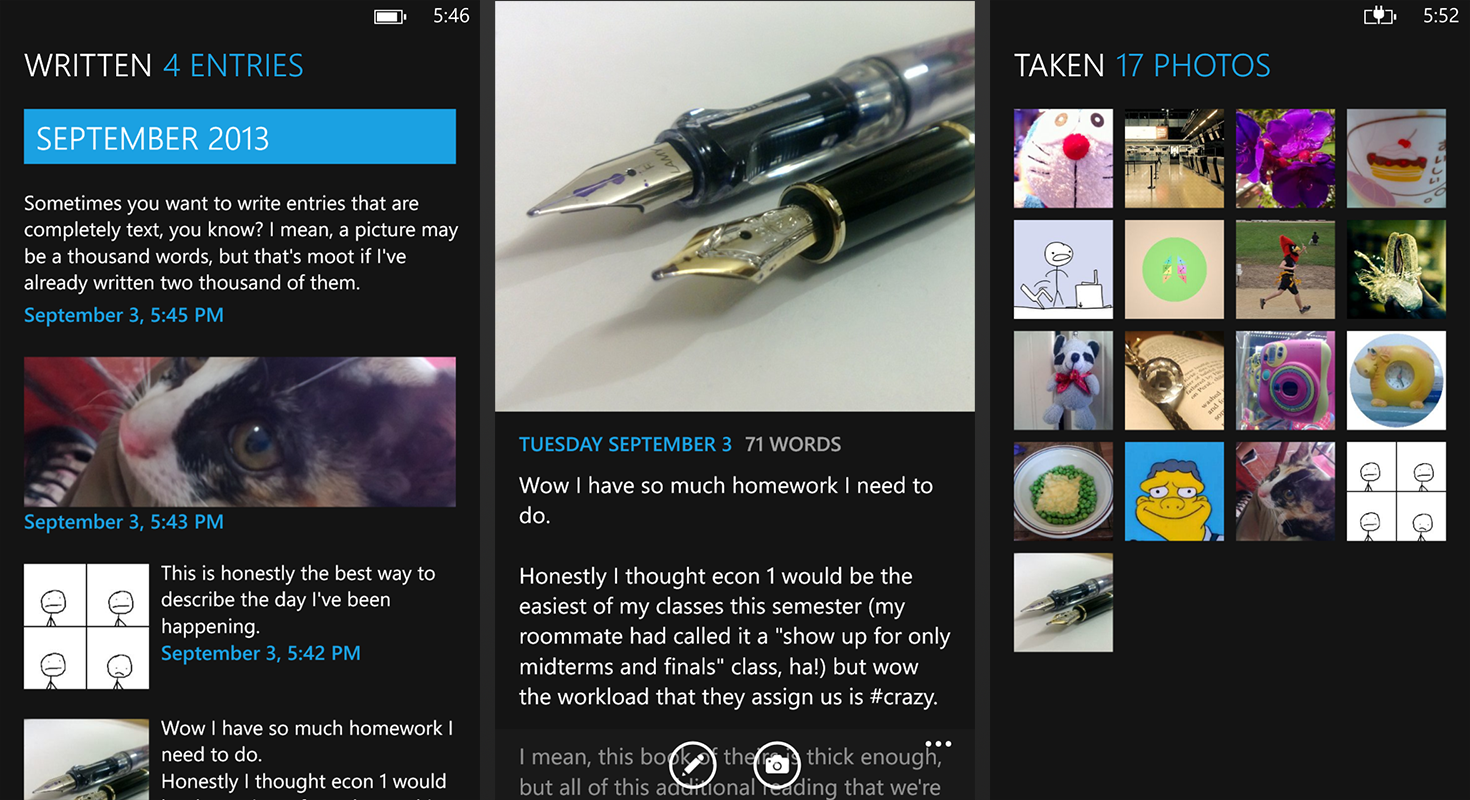 5:46
WRITTEN 4 ENTRIES
SEPTEMBER 2013
Sometimes you want to write entries that are
completely text, you know? I mean, a picture may
be a thousand words, but that's moot if I've
already written two thousand of them.
September 3, 5:45 PM
September 3, 5:43 PM
This is honestly the best way to
describe the day I've been
happening.
September 3, 5:42 PM
Wow I have so much homework I
need to do.
Honestly I thought econ 1 would
LAMY
TUESDAY SEPTEMBER 3 71 WORDS
Wow I have so much homework I need to
do.
Honestly I thought econ 1 would be the
easiest of my classes this semester (my
roommate had called it a "show up for only
midterms and finals" class, ha!) but wow
the workload that they assign us is #crazy.
I mean, this book of theirs is thick enough,
but all of this additional reading that we're
5:52
TAKEN 17 PHOTOS